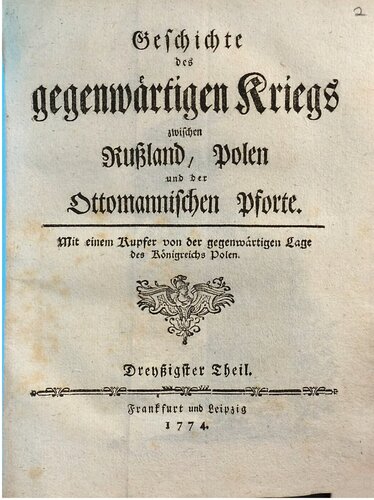 2
Geschichte
des
gegenwärtigen Kriegs
zwischen
Rußland, Polen
und der
Ottomannischen Pforte.
Mit einem Kupfer von der gegenwärtigen Lage
des Königreichs Polen.
Dreyßigster Theil.
Frankfurt und Leipzig
1774.